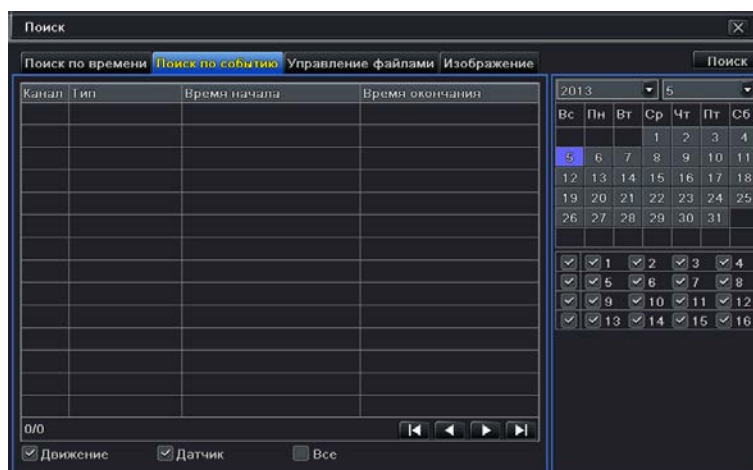 Поиск
Поиск по времени Поиск по событию Управление файлами Изображение Поиск
Канал Тип Время начала Время окончания
2013 5
Вс Пн Вт Ср Чт Пт Сб
1 2 3 4
5 6 7 8 9 10 11
12 13 14 15 16 17 18
19 20 21 22 23 24 25
26 27 28 29 30 31
1 2 3 4
5 6 7 8
9 10 11 12
13 14 15 16
0/0
Движение Датчик Все